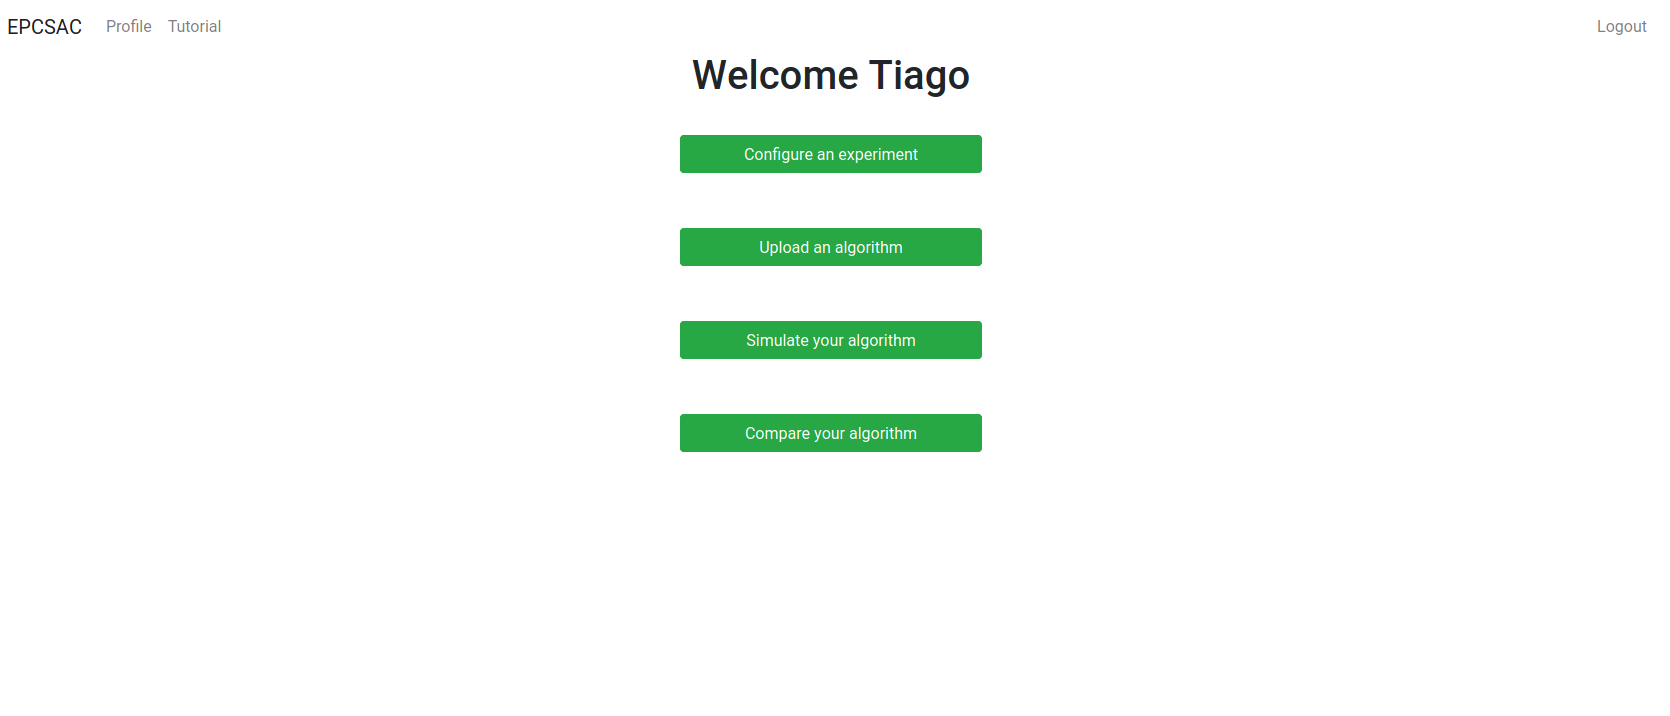 EPCSAC Profile Tutorial Logout
Welcome Tiago
Configure an experiment
Upload an algorithm
Simulate your algorithm
Compare your algorithm